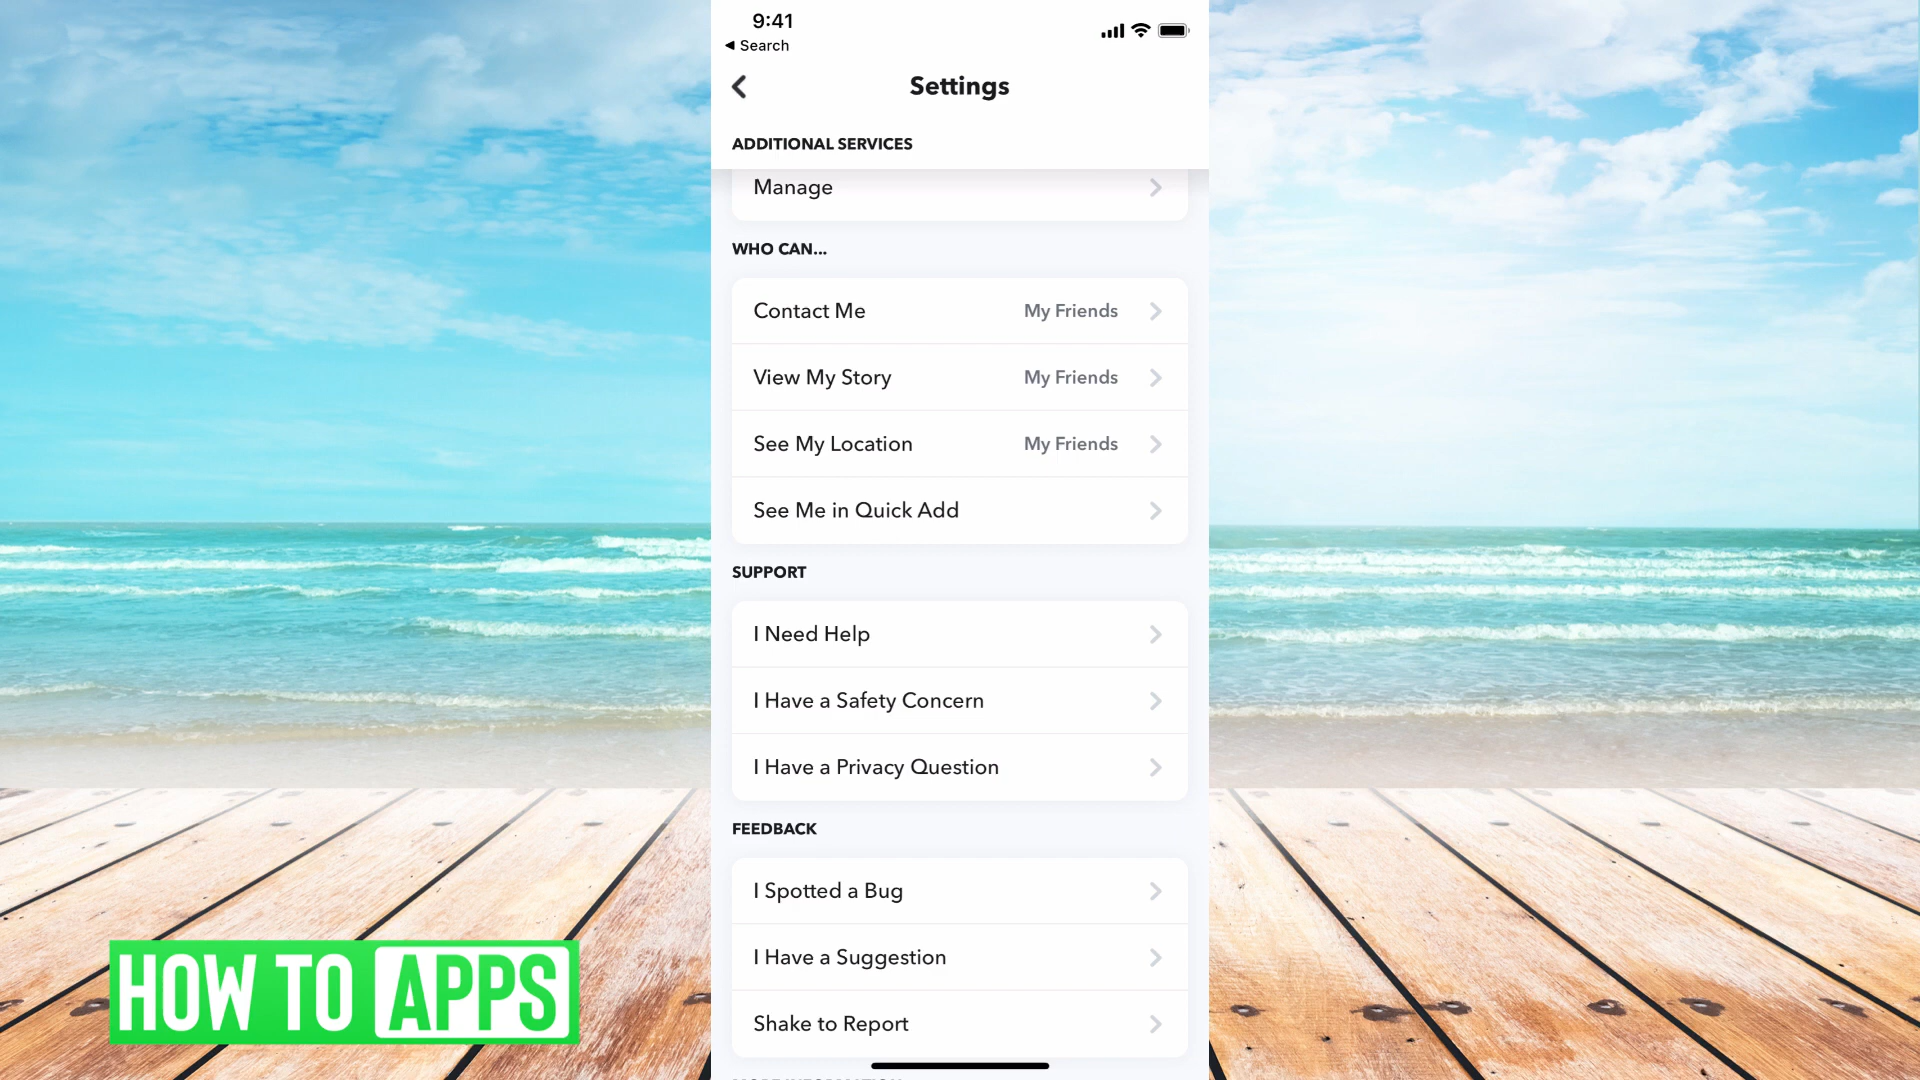 9:41
◀ Search
Settings
ADDITIONAL SERVICES
Manage
WHO CAN...
Contact Me My Friends
View My Story My Friends
See My Location My Friends
See Me in Quick Add
SUPPORT
I Need Help
I Have a Safety Concern
I Have a Privacy Question
FEEDBACK
I Spotted a Bug
I Have a Suggestion
Shake to Report
HOW TO APPS